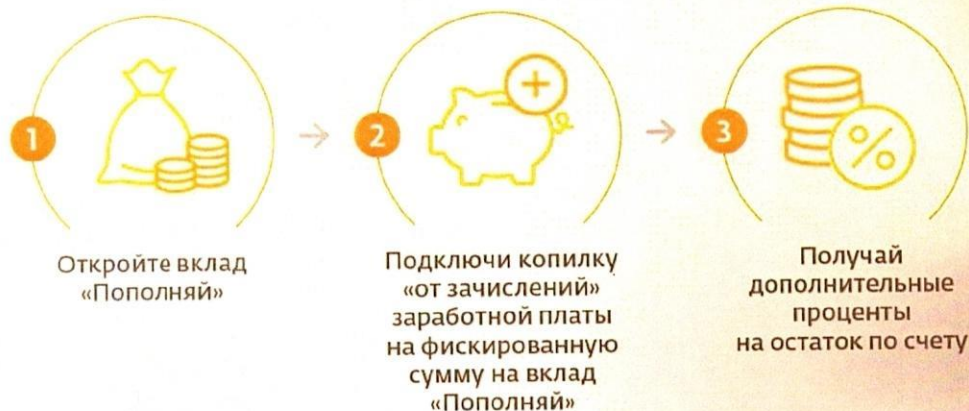 1
Откройте вклад
«Пополняй»
2
Подключи копилку
«от зачислений»
заработной платы
на фискированную
сумму на вклад
«Пополняй»
3
Получай
дополнительные
проценты
на остаток по счету